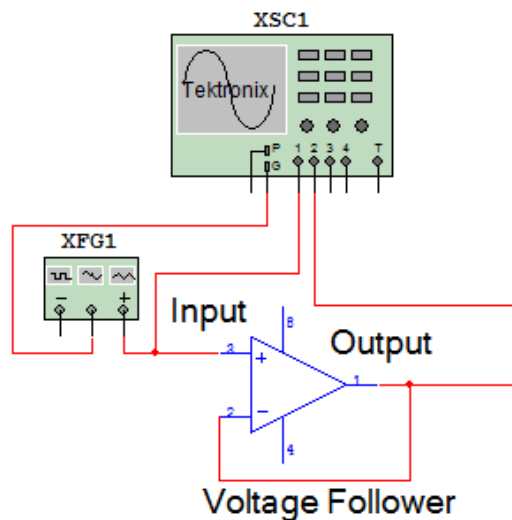 XSC1
Tektronix
P
G
1 2 3 4 T
XFG1
− +
Input
Output
8
3
+
1
2
−
4
Voltage Follower